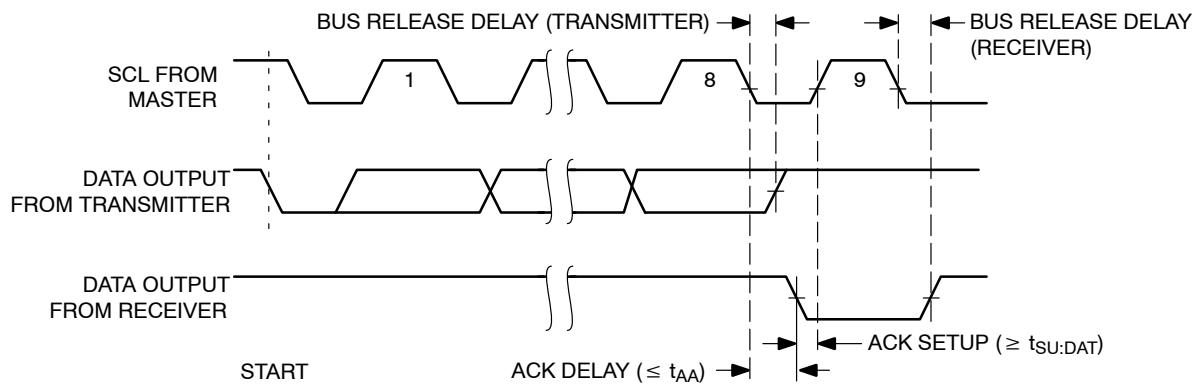 BUS RELEASE DELAY (TRANSMITTER)
BUS RELEASE DELAY
(RECEIVER)
SCL FROM
MASTER
1
8
9
DATA OUTPUT
FROM TRANSMITTER
DATA OUTPUT
FROM RECEIVER
ACK SETUP (≥ tSU:DAT)
START
ACK DELAY (≤ tAA)